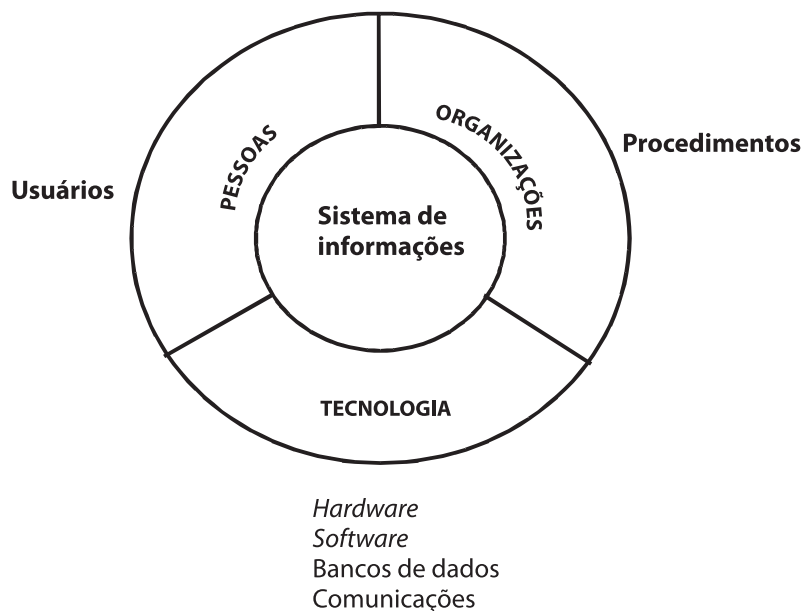 PESSOAS
ORGANIZAÇÕES
Procedimentos
Usuários
Sistema de
informações
TECNOLOGIA
Hardware
Software
Bancos de dados
Comunicações